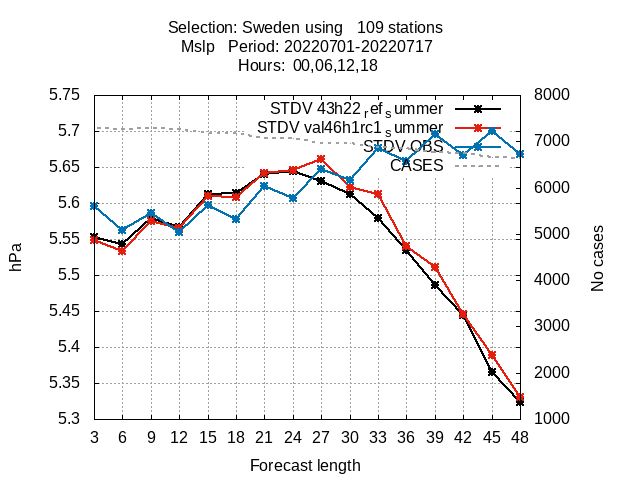 Selection: Sweden using   109 stations
Mslp   Period: 20220701-20220717
Hours:  00,06,12,18
5.75
5.7
5.65
5.6
5.55
5.5
5.45
5.4
5.35
5.3
hPa
STDV 43h22refsummer
STDV val46h1rc1summer
STDV OBS
CASES
8000
7000
6000
5000
4000
3000
2000
1000
No cases
3 6 9 12 15 18 21 24 27 30 33 36 39 42 45 48
Forecast length